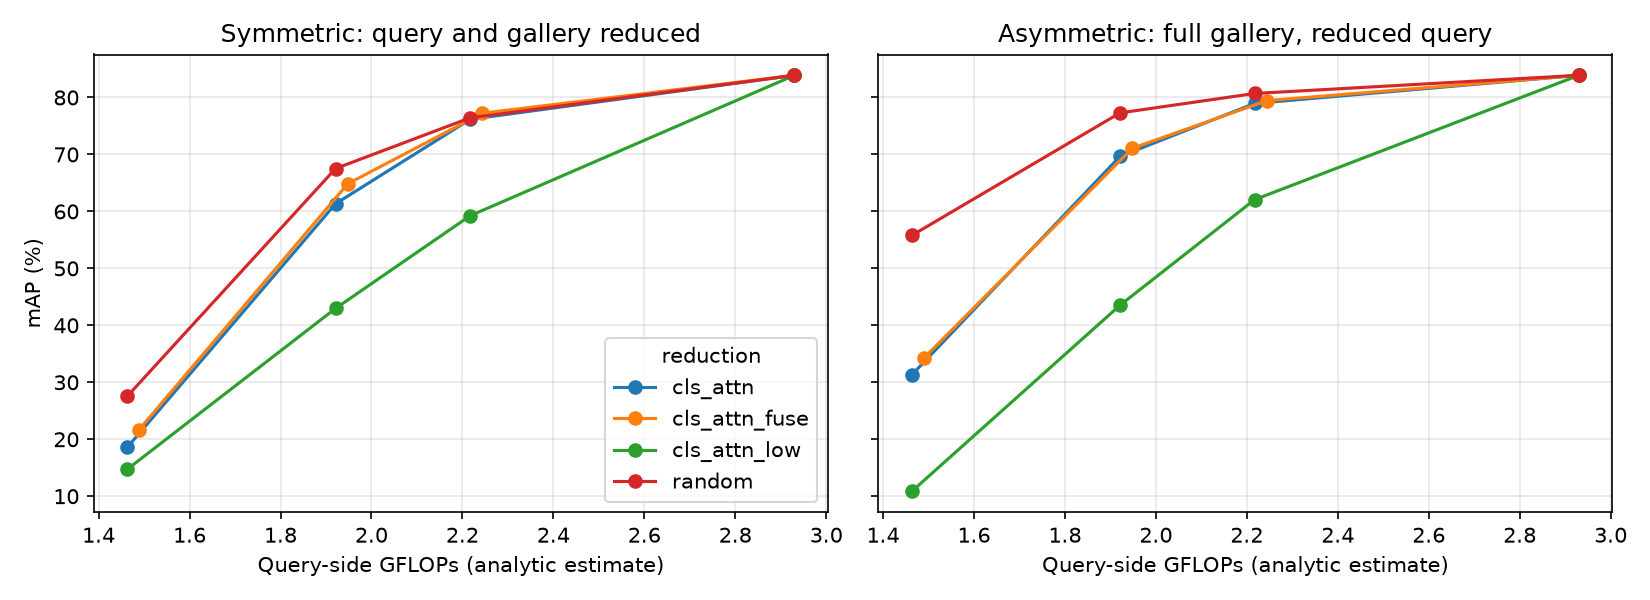 Symmetric: query and gallery reduced
mAP (%)
80
70
60
50
40
30
20
10
reduction
cls_attn
cls_attn_fuse
cls_attn_low
random
1.4 1.6 1.8 2.0 2.2 2.4 2.6 2.8 3.0
Query-side GFLOPs (analytic estimate)
Asymmetric: full gallery, reduced query
1.4 1.6 1.8 2.0 2.2 2.4 2.6 2.8 3.0
Query-side GFLOPs (analytic estimate)